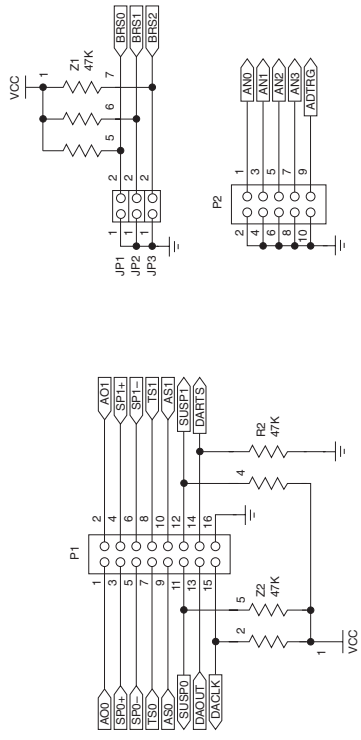 VCC
1
Z1
47K
5
6
7
JP1
JP2
JP3
1
1
1
2
2
2
BRS0
BRS1
BRS2
P2
2
4
6
8
10
1
3
5
7
9
AN0
AN1
AN2
AN3
ADTRG
P1
AO0
SP0+
SP0−
TS0
AS0
SUSP0
DAOUT
DACLK
1
3
5
7
9
11
13
15
2
4
6
8
10
12
14
16
AO1
SP1+
SP1−
TS1
AS1
SUSP1
DARTS
2
5
Z2
47K
4
R2
47K
1
VCC